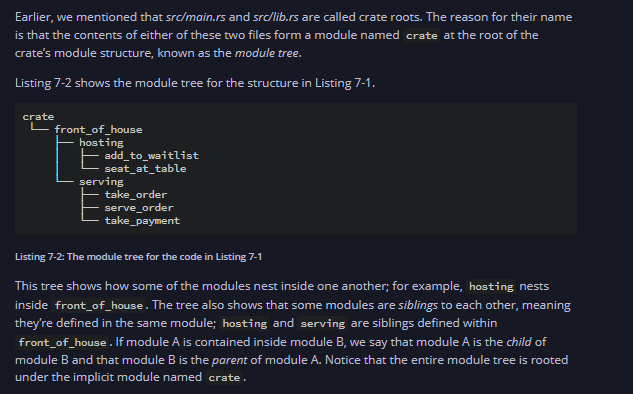 Earlier, we mentioned that src/main.rs and src/lib.rs are called crate roots. The reason for their name
is that the contents of either of these two files form a module named crate at the root of the
crate's module structure, known as the module tree.
Listing 7-2 shows the module tree for the structure in Listing 7-1.
crate
└── front_of_house
    ├── hosting
    │   ├── add_to_waitlist
    │   └── seat_at_table
    └── serving
        ├── take_order
        ├── serve_order
        └── take_payment
Listing 7-2: The module tree for the code in Listing 7-1
This tree shows how some of the modules nest inside one another; for example, hosting nests
inside front_of_house. The tree also shows that some modules are siblings to each other, meaning
they're defined in the same module; hosting and serving are siblings defined within
front_of_house. If module A is contained inside module B, we say that module A is the child of
module B and that module B is the parent of module A. Notice that the entire module tree is rooted
under the implicit module named crate.